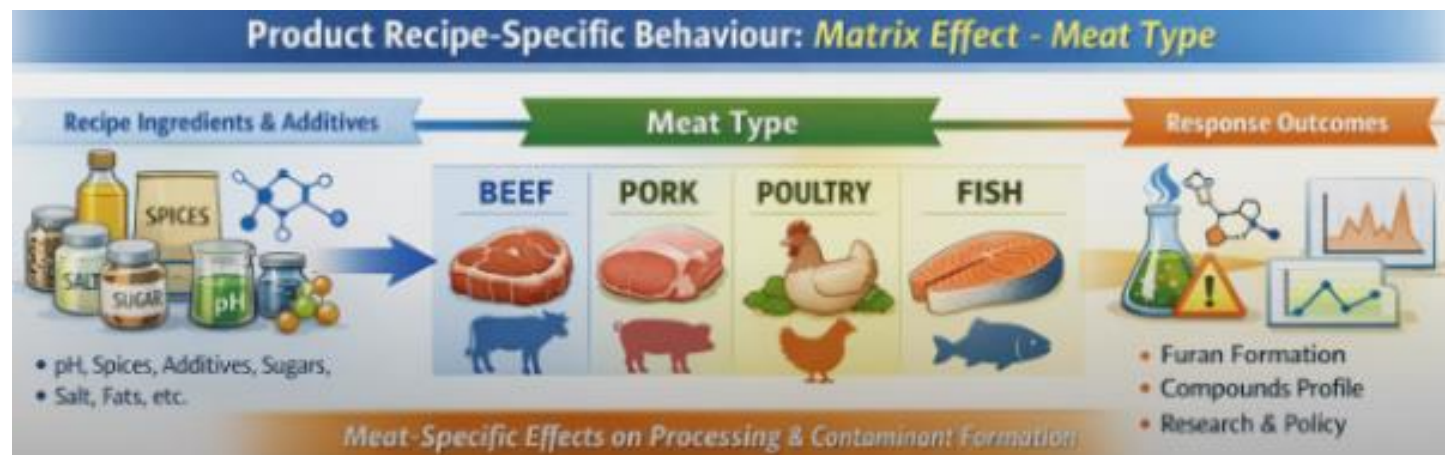 Product Recipe-Specific Behaviour: Matrix Effect - Meat Type
Recipe Ingredients & Additives
Meat Type
Response Outcomes
SPICES
SALT
SUGAR
pH
BEEF
PORK
POULTRY
FISH
• pH, Spices, Additives, Sugars,
• Salt, Fats, etc.
• Furan Formation
• Compounds Profile
• Research & Policy
Meat-Specific Effects on Processing & Contaminant Formation